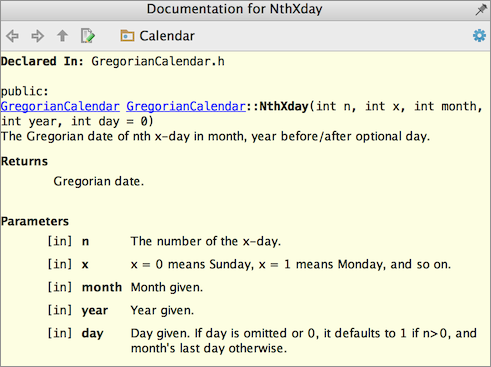 Documentation for NthXday
Calendar
Declared In: GregorianCalendar.h
public:
GregorianCalendar GregorianCalendar::NthXday(int n, int x, int month,
int year, int day = 0)
The Gregorian date of nth x-day in month, year before/after optional day.
Returns
Gregorian date.
Parameters
[in] n The number of the x-day.
[in] x x = 0 means Sunday, x = 1 means Monday, and so on.
[in] month Month given.
[in] year Year given.
[in] day Day given. If day is omitted or 0, it defaults to 1 if n>0, and
month's last day otherwise.